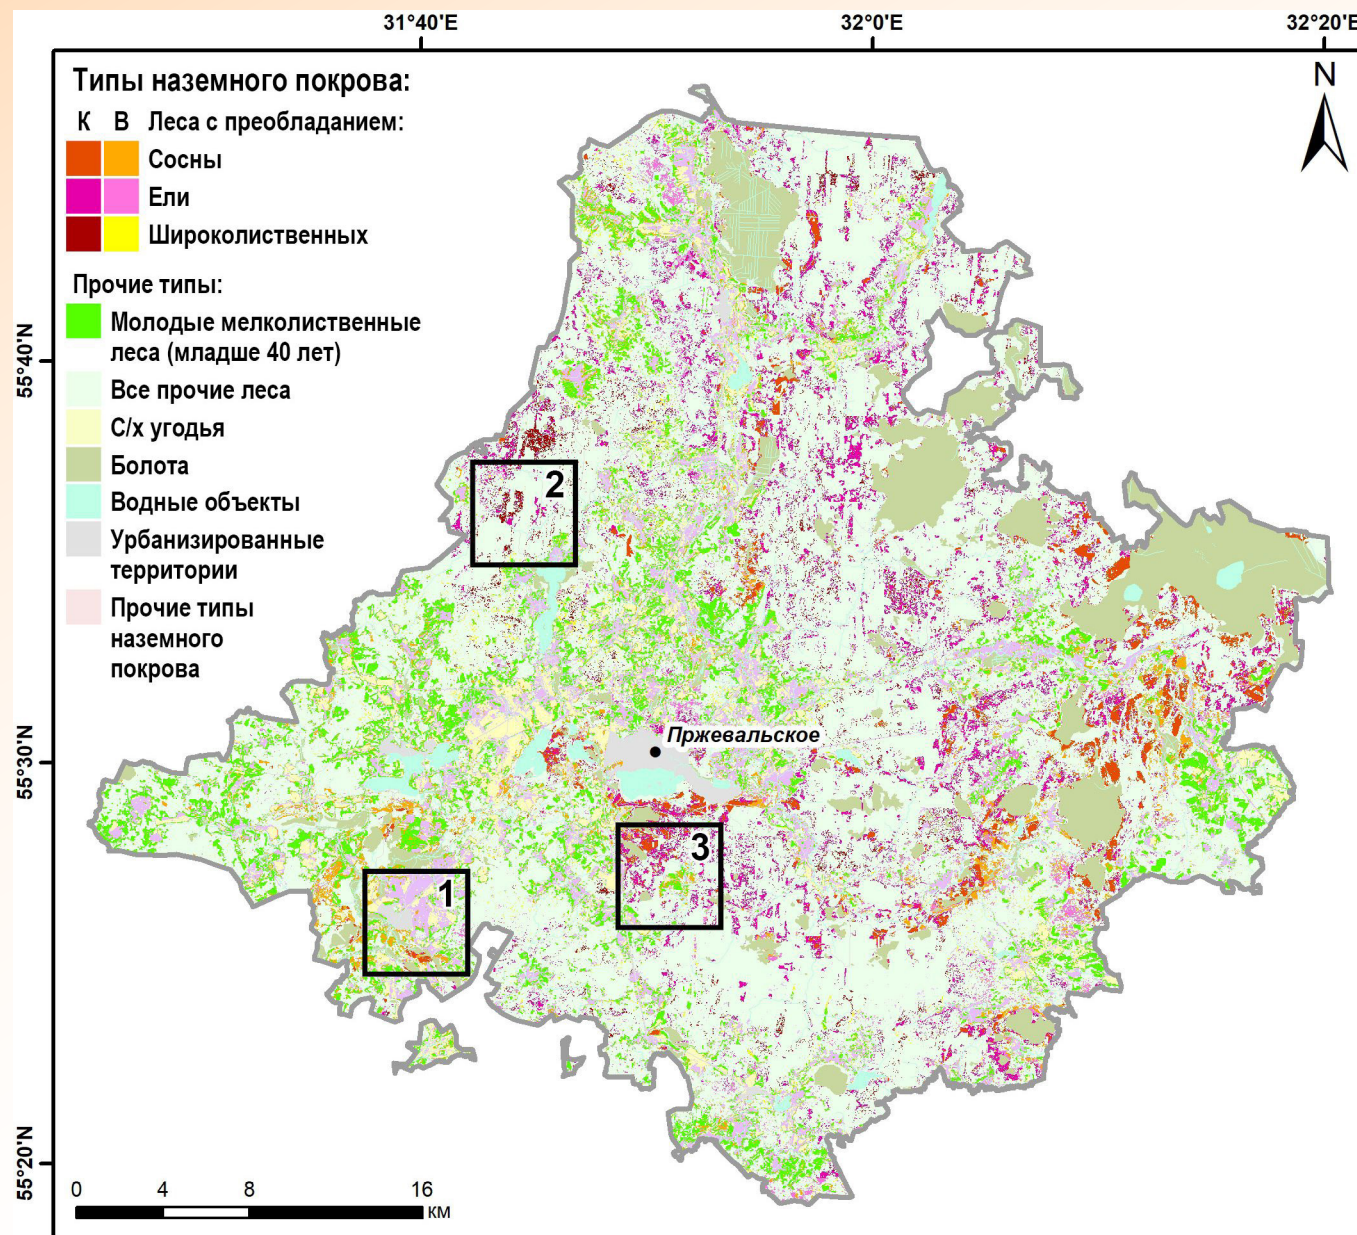 31°40'E
32°0'E
32°20'E
N
Типы наземного покрова:
К В Леса с преобладанием:
Сосны
Ели
Широколиственных
Прочие типы:
Молодые мелколиственные
леса (младше 40 лет)
Все прочие леса
С/х угодья
Болота
Водные объекты
Урбанизированные
территории
Прочие типы
наземного
покрова
55°40'N
2
55°30'N
Пржевальское
3
1
55°20'N
0 4 8 16
км